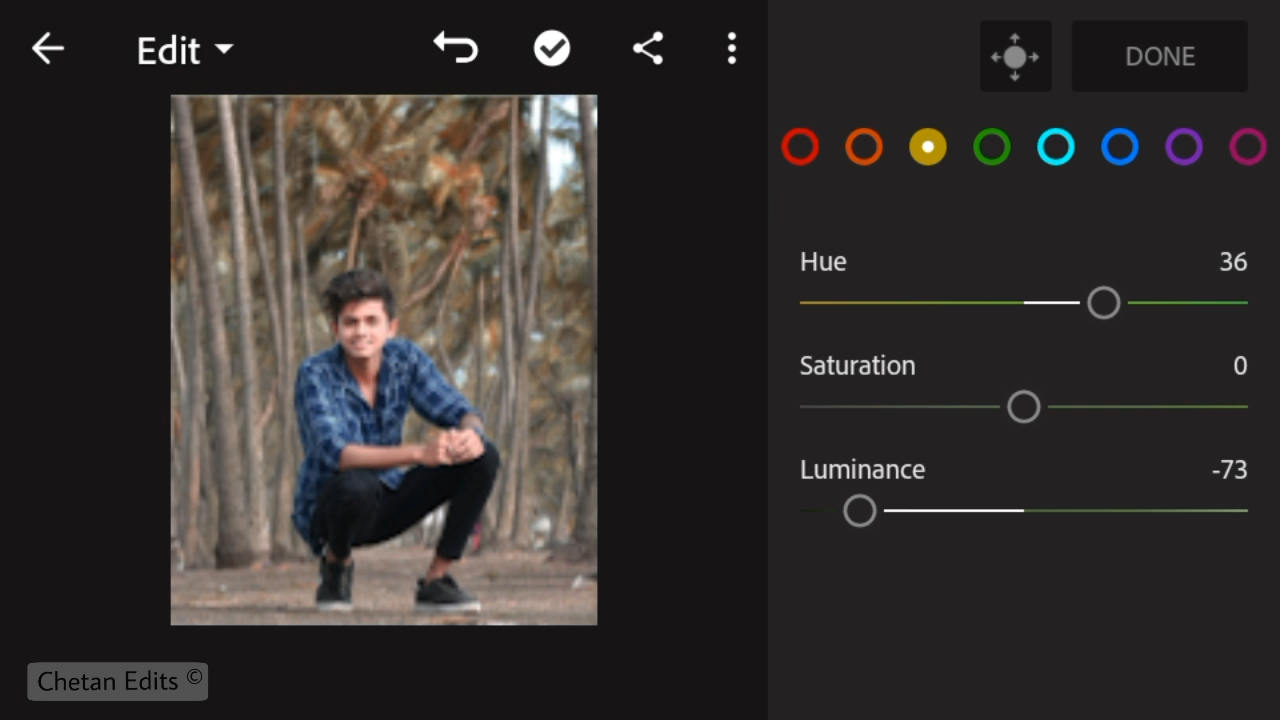 Edit
DONE
Hue 36
Saturation 0
Luminance -73
Chetan Edits ©